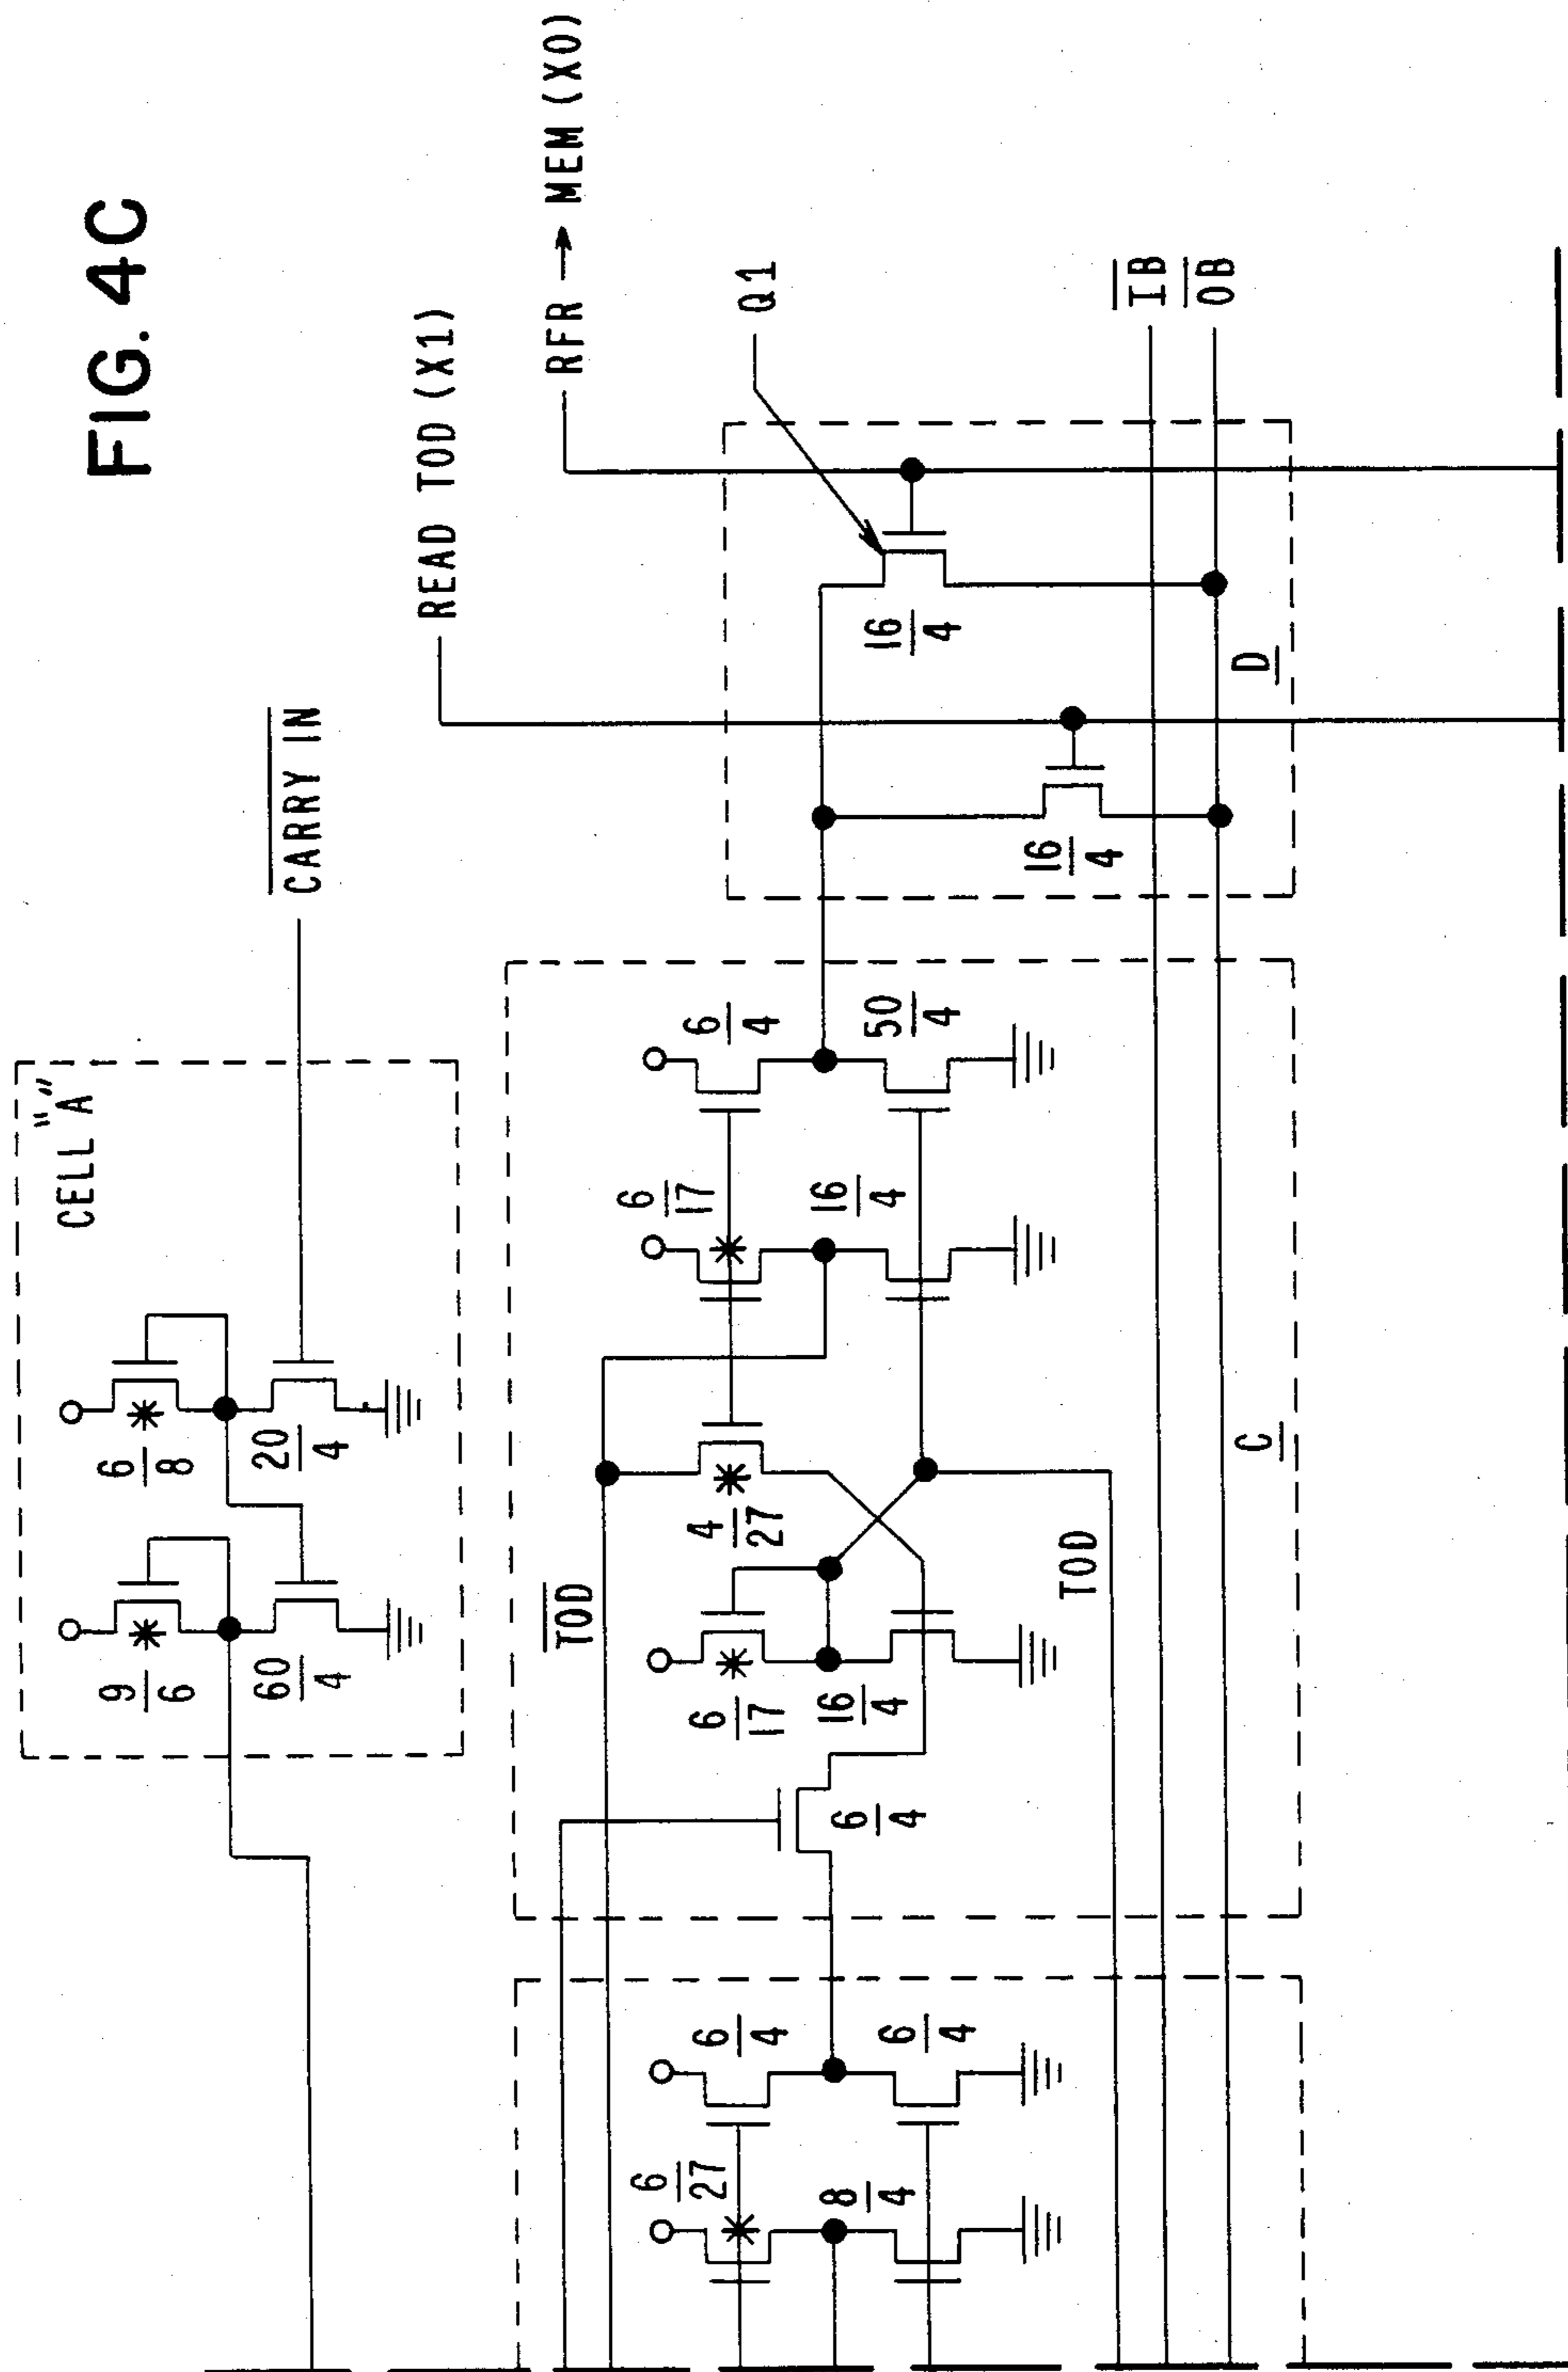 FIG. 4C
CELL "A"
9/6
60/4
6/8
20/4
CARRY IN
READ TOD (X1)
RFR → MEM (X0)
Q1
TOD
6/27
8/4
6/4
6/4
6/4
6/17
16/4
4/27
6/17
16/4
6/4
50/4
16/4
16/4
TOD
IB
OB
C
D